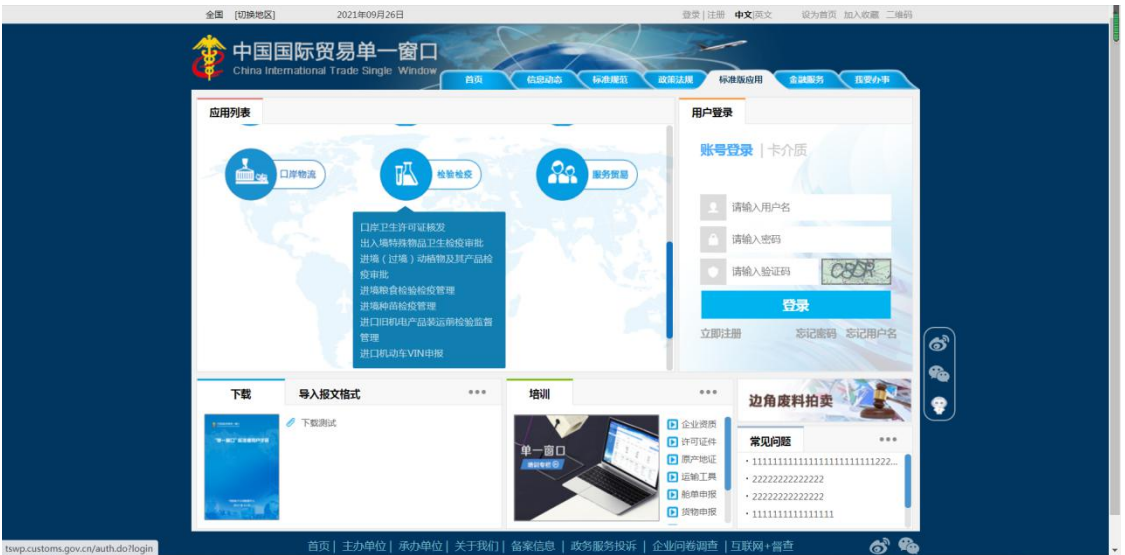 全国 [切换地区] 2021年09月26日 登录|注册 中文|英文 设为首页 加入收藏 二维码
中国国际贸易单一窗口
China International Trade Single Window
首页 信息动态 标准规范 政策法规 标准版应用 金融服务 我要办事
应用列表
口岸物流 检验检疫 服务贸易
口岸卫生许可证核发
出入境特殊物品卫生检疫审批
进境(过境)动植物及其产品检
疫审批
进境粮食检验检疫管理
进境种苗检疫管理
进口旧机电产品装运前检验监督
管理
进口机动车VIN申报
用户登录
账号登录 | 卡介质
请输入用户名
请输入密码
请输入验证码
登录
立即注册 忘记密码 忘记用户名
下载 导入报文格式
下载测试
培训
单一窗口
企业资质
许可证件
原产地证
运输工具
舱单申报
货物申报
边角废料拍卖
常见问题
22222222222222
22222222222222
1111111111111111
首页| 主办单位| 承办单位| 关于我们| 备案信息 | 政务服务投诉 | 企业问卷调查 |互联网+督查
tswp.customs.gov.cn/auth.do?login